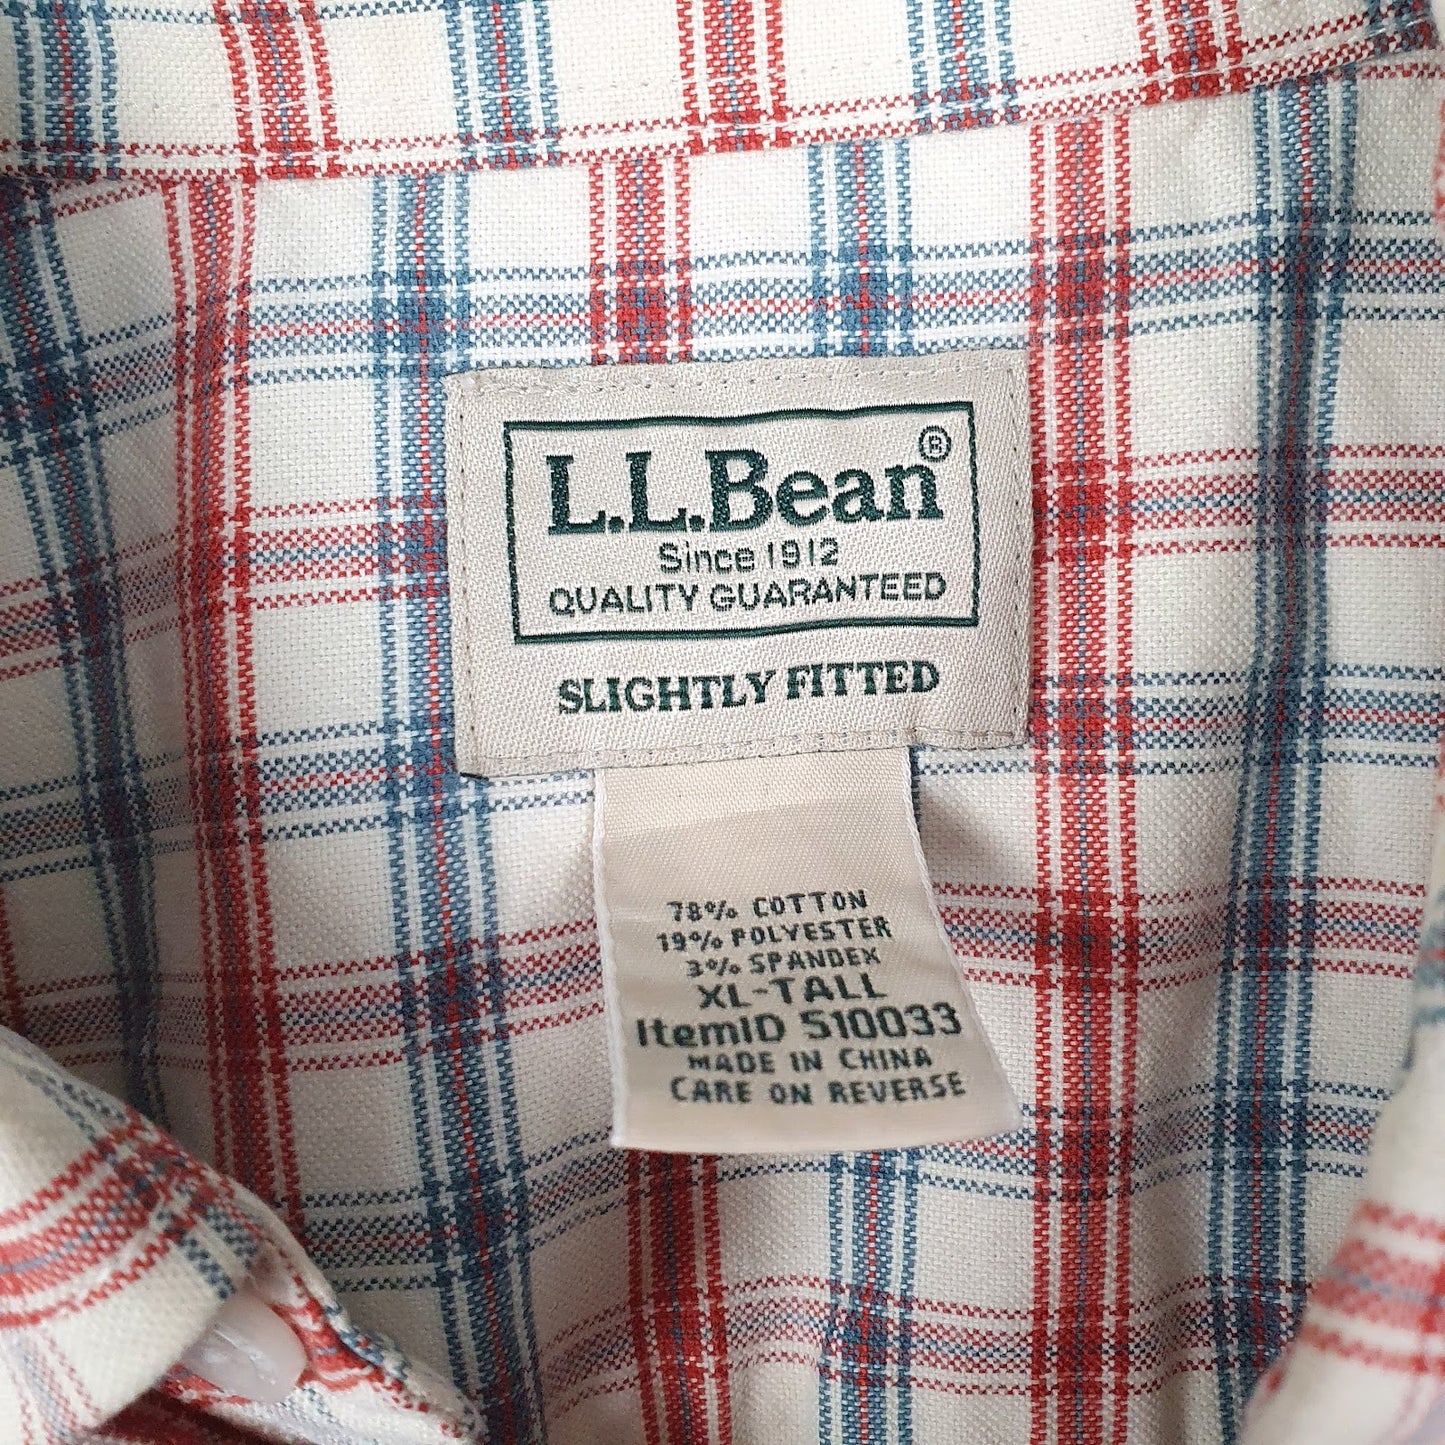 L.L.Bean®
Since 1912
QUALITY GUARANTEED
SLIGHTLY FITTED
78% COTTON
19% POLYESTER
3% SPANDEX
XL-TALL
ItemID 510033
MADE IN CHINA
CARE ON REVERSE